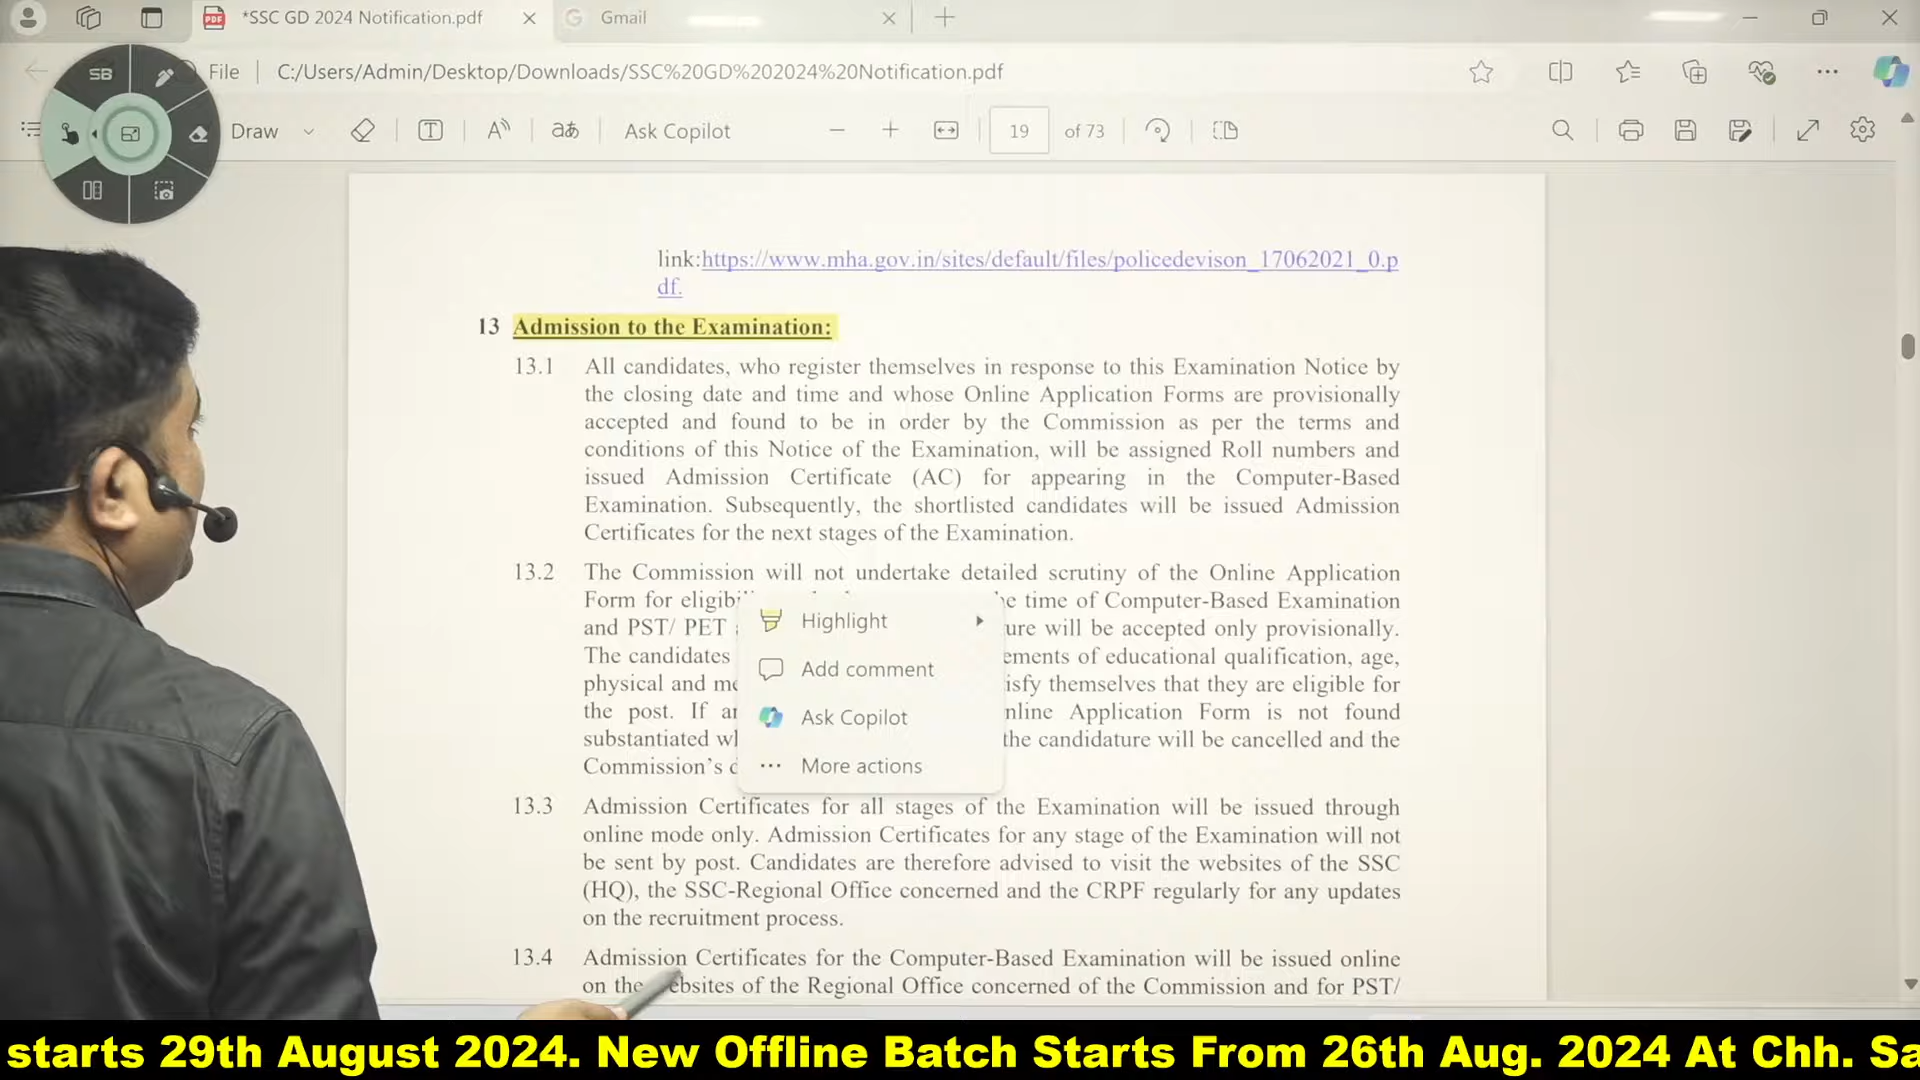 *SSC GD 2024 Notification.pdf
Gmail
SB
File
C:/Users/Admin/Desktop/Downloads/SSC%20GD%202024%20Notification.pdf
Draw
Ask Copilot
19 of 73
link:https://www.mha.gov.in/sites/default/files/policedevison_17062021_0.p
df.
13 Admission to the Examination:
13.1 All candidates, who register themselves in response to this Examination Notice by
the closing date and time and whose Online Application Forms are provisionally
accepted and found to be in order by the Commission as per the terms and
conditions of this Notice of the Examination, will be assigned Roll numbers and
issued Admission Certificate (AC) for appearing in the Computer-Based
Examination. Subsequently, the shortlisted candidates will be issued Admission
Certificates for the next stages of the Examination.
13.2 The Commission will not undertake detailed scrutiny of the Online Application
Form for time of Computer-Based Examination
and PST/ PET will be accepted only provisionally.
The candidates of educational qualification, age,
physical and themselves that they are eligible for
the post. If Application Form is not found
substantiated the candidature will be cancelled and the
Commission's
Highlight
Add comment
Ask Copilot
More actions
13.3 Admission Certificates for all stages of the Examination will be issued through
online mode only. Admission Certificates for any stage of the Examination will not
be sent by post. Candidates are therefore advised to visit the websites of the SSC
(HQ), the SSC-Regional Office concerned and the CRPF regularly for any updates
on the recruitment process.
13.4 Admission Certificates for the Computer-Based Examination will be issued online
on the websites of the Regional Office concerned of the Commission and for PST/
starts 29th August 2024. New Offline Batch Starts From 26th Aug. 2024 At Chh. Sa